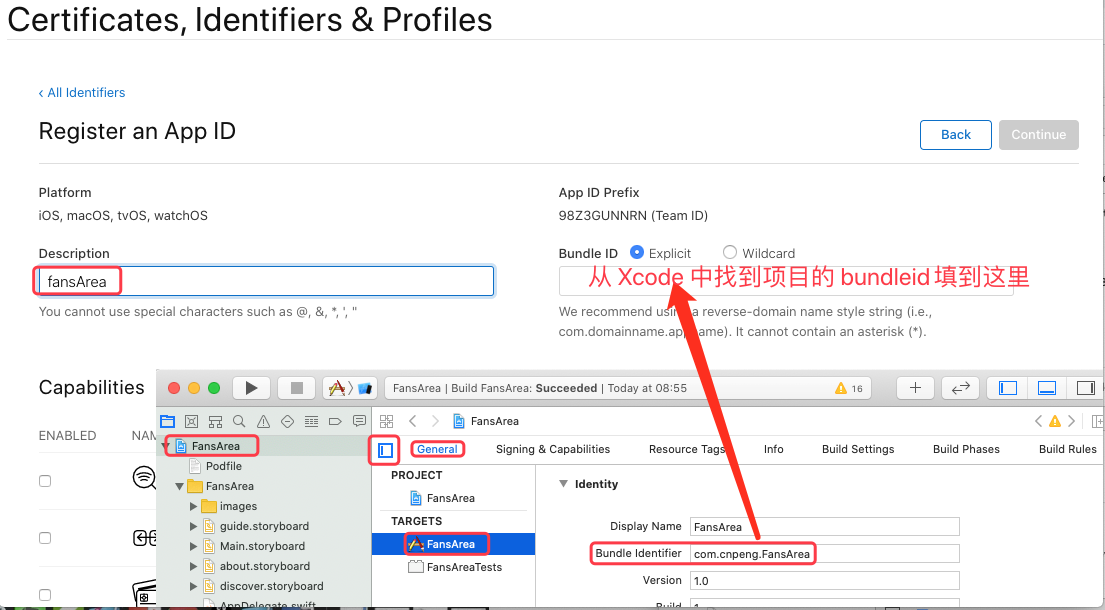 Certificates, Identifiers & Profiles
‹ All Identifiers
Register an App ID
Back
Continue
Platform
iOS, macOS, tvOS, watchOS
App ID Prefix
98Z3GUNNRN (Team ID)
Description
fansArea
You cannot use special characters such as @, &, *, ', "
Bundle ID
Explicit
Wildcard
从 Xcode 中找到项目的 bundleid 填到这里
We recommend using a reverse-domain name style string (i.e.,
com.domainname.appname). It cannot contain an asterisk (*).
Capabilities
ENABLED
NAM
FansArea | Build FansArea: Succeeded | Today at 08:55
16
FansArea
Podfile
FansArea
images
guide.storyboard
Main.storyboard
about.storyboard
discover.storyboard
AppDelegate.swift
FansArea
General
Signing & Capabilities
Resource Tags
Info
Build Settings
Build Phases
Build Rules
PROJECT
FansArea
TARGETS
FansArea
FansAreaTests
Identity
Display Name
FansArea
Bundle Identifier
com.cnpeng.FansArea
Version
1.0
Build
1